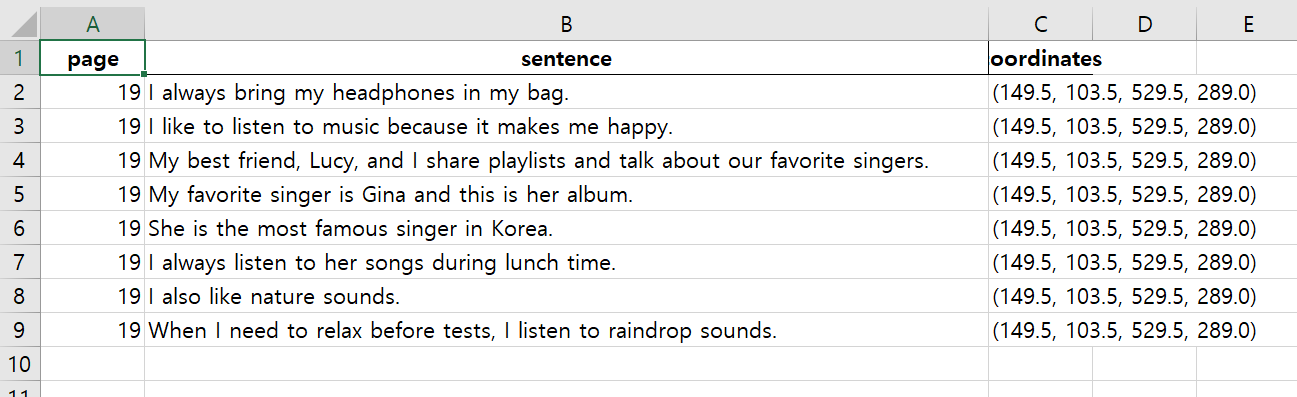 A B C D E
1 page sentence oordinates
2 19 I always bring my headphones in my bag. (149.5, 103.5, 529.5, 289.0)
3 19 I like to listen to music because it makes me happy. (149.5, 103.5, 529.5, 289.0)
4 19 My best friend, Lucy, and I share playlists and talk about our favorite singers. (149.5, 103.5, 529.5, 289.0)
5 19 My favorite singer is Gina and this is her album. (149.5, 103.5, 529.5, 289.0)
6 19 She is the most famous singer in Korea. (149.5, 103.5, 529.5, 289.0)
7 19 I always listen to her songs during lunch time. (149.5, 103.5, 529.5, 289.0)
8 19 I also like nature sounds. (149.5, 103.5, 529.5, 289.0)
9 19 When I need to relax before tests, I listen to raindrop sounds. (149.5, 103.5, 529.5, 289.0)
10
11